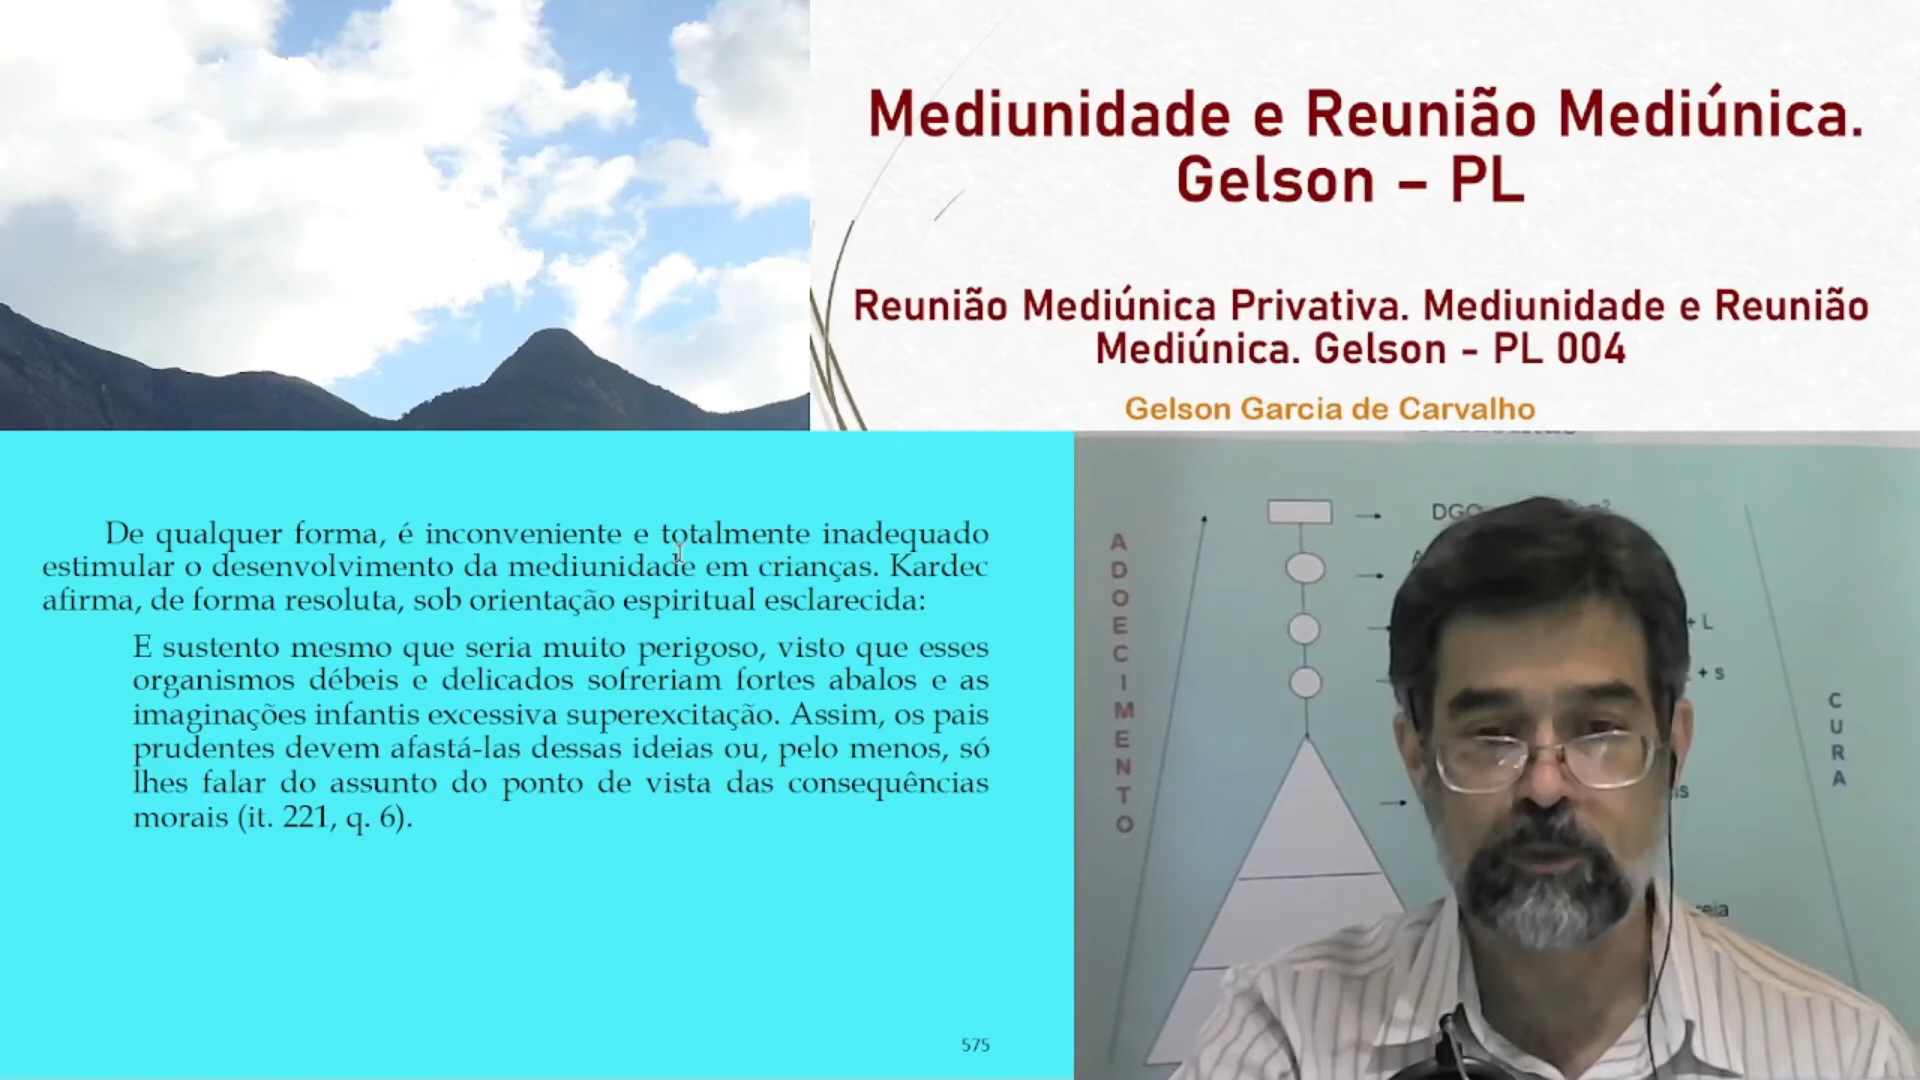 Mediunidade e Reunião Mediúnica.
Gelson – PL
Reunião Mediúnica Privativa. Mediunidade e Reunião
Mediúnica. Gelson - PL 004
Gelson Garcia de Carvalho
De qualquer forma, é inconveniente e totalmente inadequado
estimular o desenvolvimento da mediunidade em crianças. Kardec
afirma, de forma resoluta, sob orientação espiritual esclarecida:
E sustento mesmo que seria muito perigoso, visto que esses
organismos débeis e delicados sofreriam fortes abalos e as
imaginações infantis excessiva superexcitação. Assim, os pais
prudentes devem afastá-las dessas ideias ou, pelo menos, só
lhes falar do assunto do ponto de vista das consequências
morais (it. 221, q. 6).
575
ADOECIMENTO
+ L
+ s
CURA